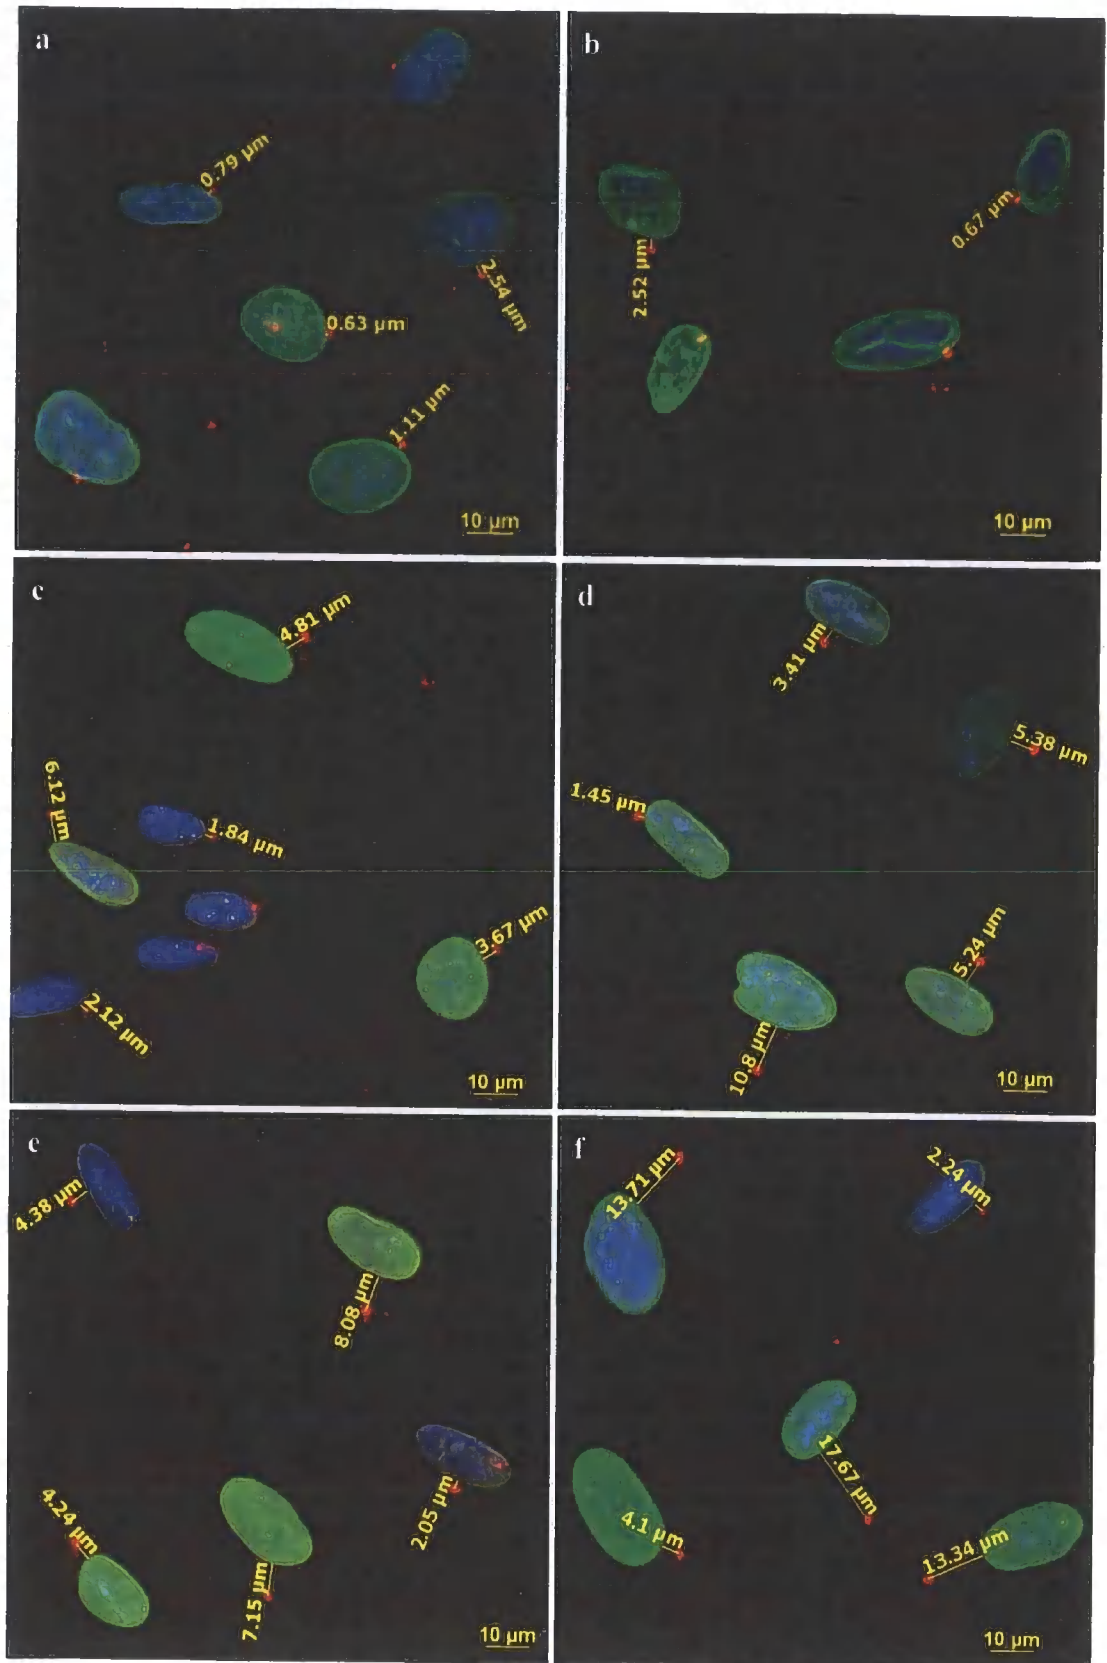 a
0.79 µm
2.54 µm
0.63 µm
1.11 µm
10 µm
b
0.67 µm
2.52 µm
10 µm
c
4.81 µm
6.12 µm
1.84 µm
3.67 µm
2.12 µm
10 µm
d
3.41 µm
5.38 µm
1.45 µm
5.24 µm
10.8 µm
10 µm
e
4.38 µm
8.08 µm
2.05 µm
4.24 µm
7.15 µm
10 µm
f
13.71 µm
2.24 µm
17.67 µm
4.1 µm
13.34 µm
10 µm